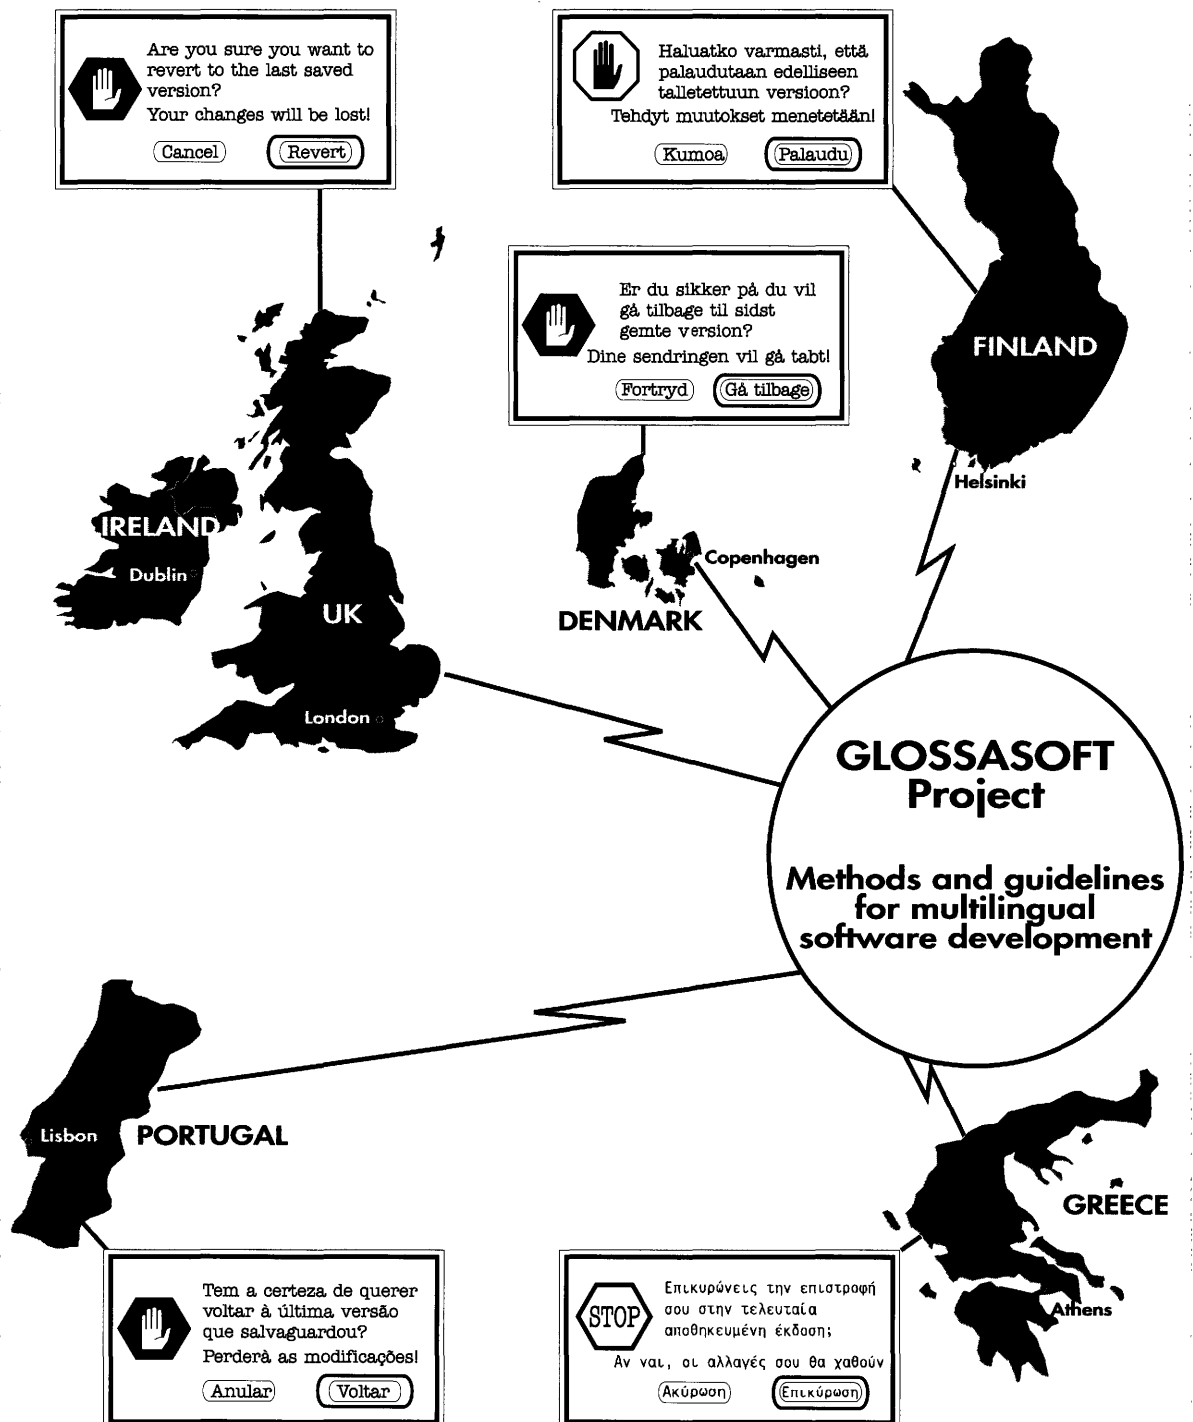 Are you sure you want to
revert to the last saved
version?
Your changes will be lost!
Cancel Revert
Haluatko varmasti, että
palaudutaan edelliseen
talletettuun versioon?
Tehdyt muutokset menetetään!
Kumoa Palaudu
Er du sikker på du vil
gå tilbage til sidst
gemte version?
Dine sendringen vil gå tabt!
Fortryd Gå tilbage
FINLAND
Helsinki
IRELAND
Dublin
UK
London
Copenhagen
DENMARK
GLOSSASOFT
Project
Methods and guidelines
for multilingual
software development
Lisbon
PORTUGAL
GREECE
Athens
Tem a certeza de querer
voltar à última versão
que salvaguardou?
Perderà as modificações!
Anular Voltar
STOP
Επικυρώνεις την επιστροφή
σου στην τελευταία
αποθηκευμένη έκδοση;
Αν ναι, οι αλλαγές σου θα χαθούν
Ακύρωση Επικύρωση